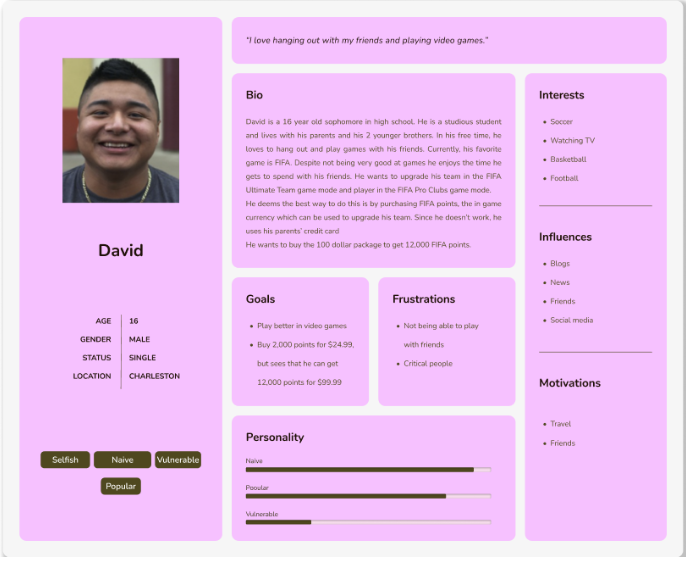 “I love hanging out with my friends and playing video games.”
David
AGE 16
GENDER MALE
STATUS SINGLE
LOCATION CHARLESTON
Selfish Naive Vulnerable
Popular
Bio
David is a 16 year old sophomore in high school. He is a studious student
and lives with his parents and his 2 younger brothers. In his free time, he
loves to hang out and play games with his friends. Currently, his favorite
game is FIFA. Despite not being very good at games he enjoys the time he
gets to spend with his friends. He wants to upgrade his team in the FIFA
Ultimate Team game mode and player in the FIFA Pro Clubs game mode.
He deems the best way to do this is by purchasing FIFA points, the in game
currency which can be used to upgrade his team. Since he doesn’t work, he
uses his parents’ credit card
He wants to buy the 100 dollar package to get 12,000 FIFA points.
Goals
• Play better in video games
• Buy 2,000 points for $24.99,
but sees that he can get
12,000 points for $99.99
Frustrations
• Not being able to play
with friends
• Critical people
Personality
Naive
Popular
Vulnerable
Interests
• Soccer
• Watching TV
• Basketball
• Football
Influences
• Blogs
• News
• Friends
• Social media
Motivations
• Travel
• Friends